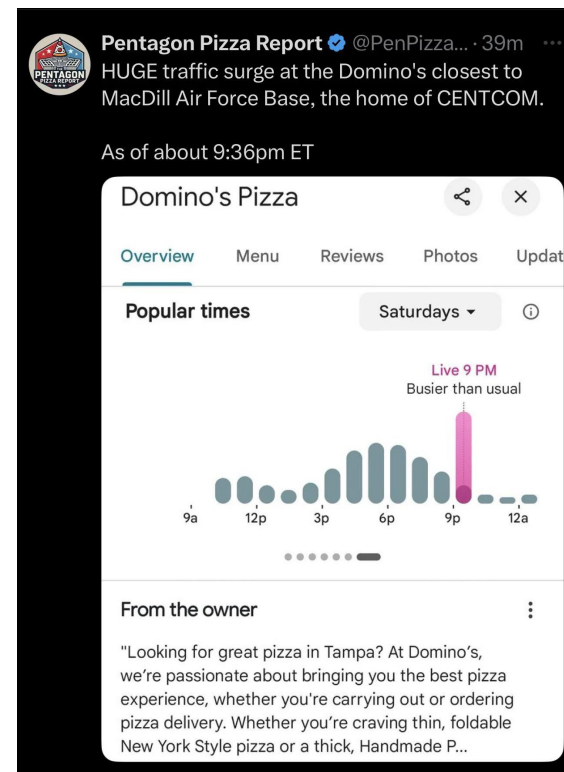 Pentagon Pizza Report @PenPizza... · 39m ...
PENTAGON
PIZZA REPORT
HUGE traffic surge at the Domino's closest to
MacDill Air Force Base, the home of CENTCOM.
As of about 9:36pm ET
Domino's Pizza
Overview Menu Reviews Photos Updat
Popular times Saturdays
Live 9 PM
Busier than usual
9a 12p 3p 6p 9p 12a
From the owner
"Looking for great pizza in Tampa? At Domino’s,
we’re passionate about bringing you the best pizza
experience, whether you're carrying out or ordering
pizza delivery. Whether you’re craving thin, foldable
New York Style pizza or a thick, Handmade P...